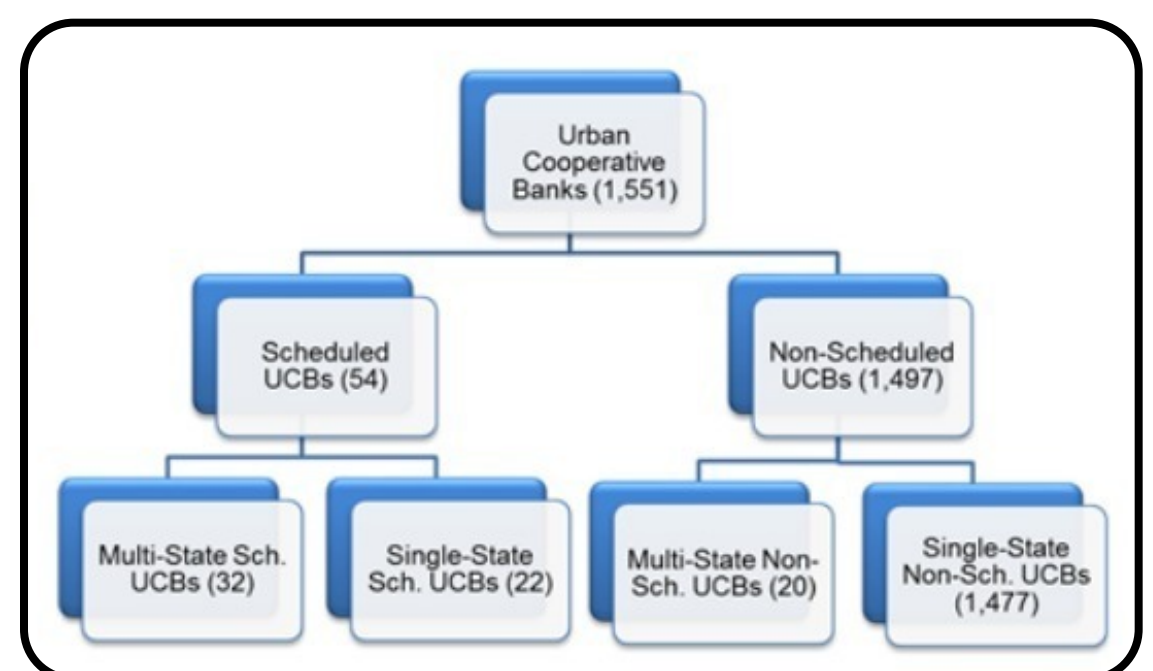 Urban
Cooperative
Banks (1,551)
Scheduled
UCBs (54)
Non-Scheduled
UCBs (1,497)
Multi-State Sch.
UCBs (32)
Single-State
Sch. UCBs (22)
Multi-State Non-
Sch. UCBs (20)
Single-State
Non-Sch. UCBs
(1,477)